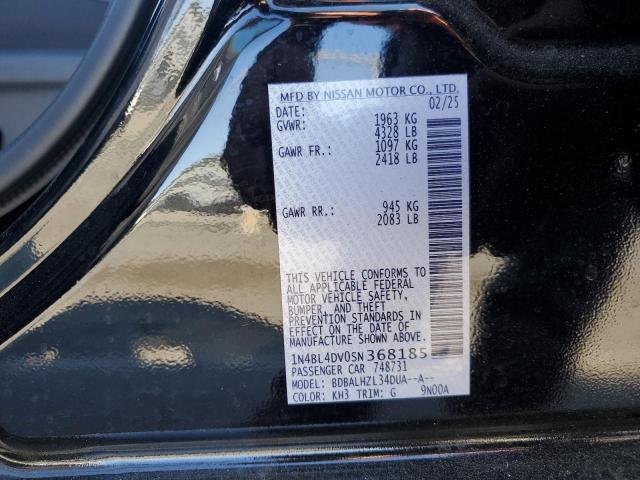 MFD BY NISSAN MOTOR CO., LTD.
DATE: 02/25
GVWR: 1963 KG
4328 LB
GAWR FR.: 1097 KG
2418 LB
GAWR RR.: 945 KG
2083 LB
THIS VEHICLE CONFORMS TO
ALL APPLICABLE FEDERAL
MOTOR VEHICLE SAFETY,
BUMPER, AND THEFT
PREVENTION STANDARDS IN
EFFECT ON THE DATE OF
MANUFACTURE SHOWN ABOVE.
1N4BL4DV0SN368185
PASSENGER CAR 748731
MODEL: BDBALHZL34DUA--A--
COLOR: KH3 TRIM: G 9N00A